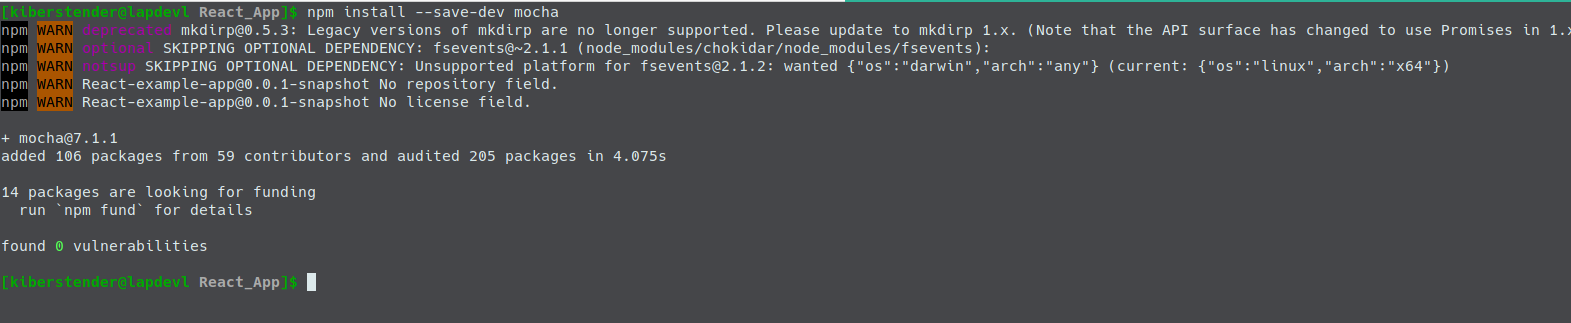 [kiberstender@lapdevl React_App]$ npm install --save-dev mocha
npm WARN deprecated mkdirp@0.5.3: Legacy versions of mkdirp are no longer supported. Please update to mkdirp 1.x. (Note that the API surface has changed to use Promises in 1.x
npm WARN optional SKIPPING OPTIONAL DEPENDENCY: fsevents@~2.1.1 (node_modules/chokidar/node_modules/fsevents):
npm WARN notsup SKIPPING OPTIONAL DEPENDENCY: Unsupported platform for fsevents@2.1.2: wanted {"os":"darwin","arch":"any"} (current: {"os":"linux","arch":"x64"})
npm WARN React-example-app@0.0.1-snapshot No repository field.
npm WARN React-example-app@0.0.1-snapshot No license field.
+ mocha@7.1.1
added 106 packages from 59 contributors and audited 205 packages in 4.075s
14 packages are looking for funding
run `npm fund` for details
found 0 vulnerabilities
[kiberstender@lapdevl React_App]$